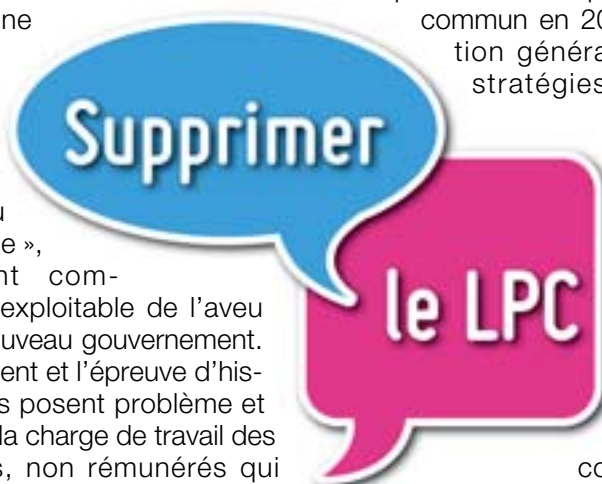 ne
commun en 20
tion généra
stratégies
Supprimer
le LPC
e »,
nt com-
exploitable de l'aveu
uveau gouvernement.
ent et l'épreuve d'his-
s posent problème et
la charge de travail des
s, non rémunérés qui
co